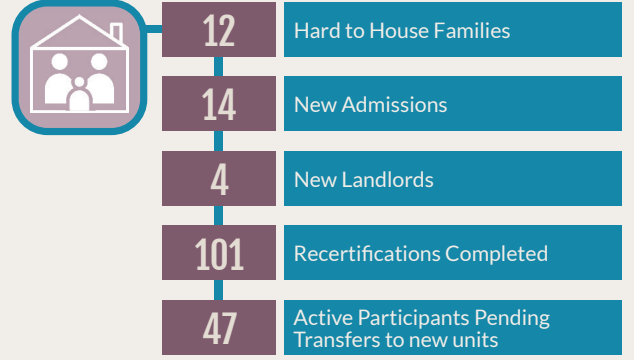 12
Hard to House Families
14
New Admissions
4
New Landlords
101
Recertifications Completed
47
Active Participants Pending
Transfers to new units